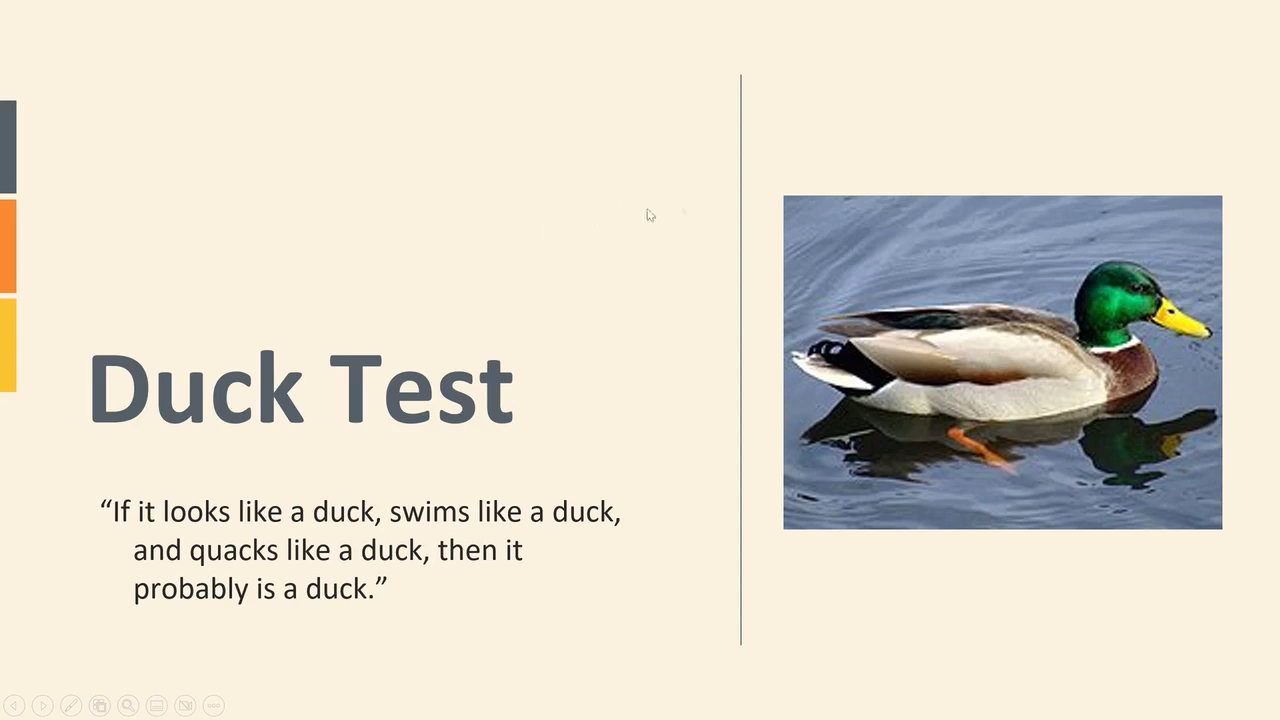 Duck Test
“If it looks like a duck, swims like a duck,
and quacks like a duck, then it
probably is a duck.”